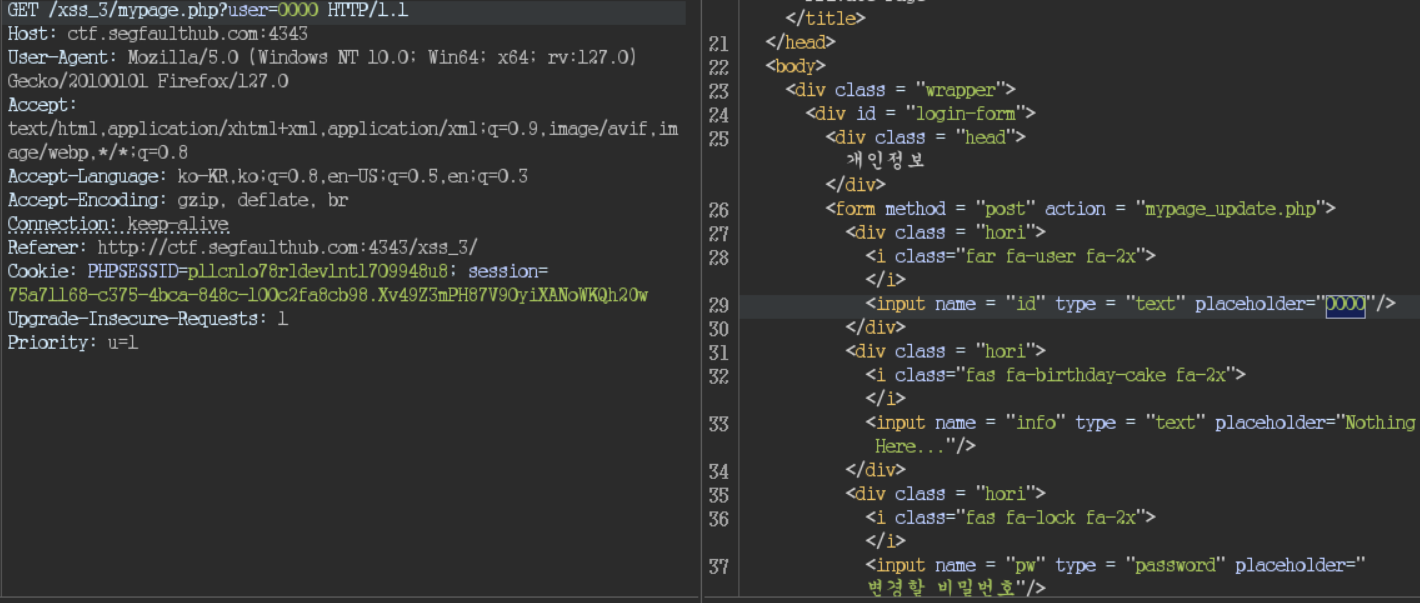 GET /xss_3/mypage.php?user=0000 HTTP/1.1
Host: ctf.segfaulthub.com:4343
User-Agent: Mozilla/5.0 (Windows NT 10.0; Win64; x64; rv:127.0)
Gecko/20100101 Firefox/127.0
Accept:
text/html,application/xhtml+xml,application/xml;q=0.9,image/avif,im
age/webp,*/*;q=0.8
Accept-Language: ko-KR,ko;q=0.8,en-US;q=0.5,en;q=0.3
Accept-Encoding: gzip, deflate, br
Connection: keep-alive
Referer: http://ctf.segfaulthub.com:4343/xss_3/
Cookie: PHPSESSID=pllcnlo78rldevlntl709948u8; session=
75a71168-c375-4bca-848c-100c2fa8cb98.Xv49Z3mPH87V9OyiXANoWKQh20w
Upgrade-Insecure-Requests: 1
Priority: u=1
</title>
21 </head>
22 <body>
23 <div class = "wrapper">
24 <div id = "login-form">
25 <div class = "head">
개인정보
</div>
26 <form method = "post" action = "mypage_update.php">
27 <div class = "hori">
28 <i class="far fa-user fa-2x">
</i>
29 <input name = "id" type = "text" placeholder="0000"/>
30 </div>
31 <div class = "hori">
32 <i class="fas fa-birthday-cake fa-2x">
</i>
33 <input name = "info" type = "text" placeholder="Nothing
Here..."/>
34 </div>
35 <div class = "hori">
36 <i class="fas fa-lock fa-2x">
</i>
37 <input name = "pw" type = "password" placeholder="
변경할 비밀번호"/>